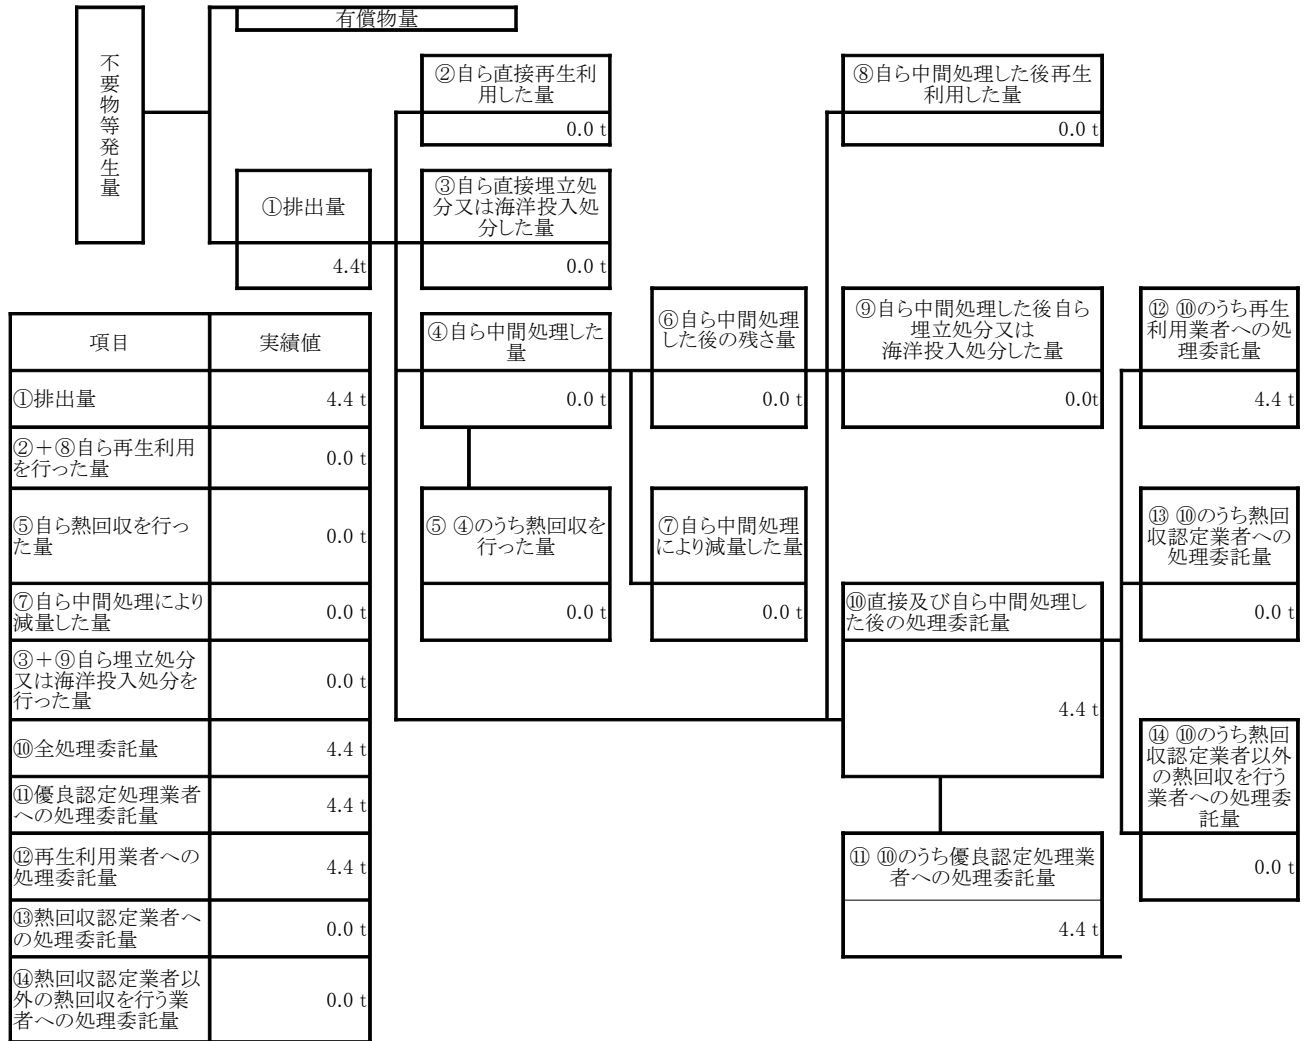 有償物量
不要物等発生量
②自ら直接再生利
用した量
0.0 t
⑧自ら中間処理した後再生
利用した量
0.0 t
①排出量
4.4t
③自ら直接埋立処
分又は海洋投入処
分した量
0.0 t
④自ら中間処理した
量
0.0 t
⑥自ら中間処理
した後の残さ量
0.0 t
⑨自ら中間処理した後自ら
埋立処分又は
海洋投入処分した量
0.0t
⑫ ⑩のうち再生
利用業者への処
理委託量
4.4 t
⑤ ④のうち熱回収を
行った量
0.0 t
⑦自ら中間処理
により減量した量
0.0 t
⑬ ⑩のうち熱回
収認定業者への
処理委託量
0.0 t
⑩直接及び自ら中間処理し
た後の処理委託量
4.4 t
⑭ ⑩のうち熱回
収認定業者以外
の熱回収を行う
業者への処理委
託量
0.0 t
⑪ ⑩のうち優良認定処理業
者への処理委託量
4.4 t
項目 実績値
①排出量 4.4 t
②＋⑧自ら再生利用
を行った量
0.0 t
⑤自ら熱回収を行っ
た量
0.0 t
⑦自ら中間処理により
減量した量
0.0 t
③＋⑨自ら埋立処分
又は海洋投入処分を
行った量
0.0 t
⑩全処理委託量 4.4 t
⑪優良認定処理業者
への処理委託量
4.4 t
⑫再生利用業者への
処理委託量
4.4 t
⑬熱回収認定業者へ
の処理委託量
0.0 t
⑭熱回収認定業者以
外の熱回収を行う業
者への処理委託量
0.0 t